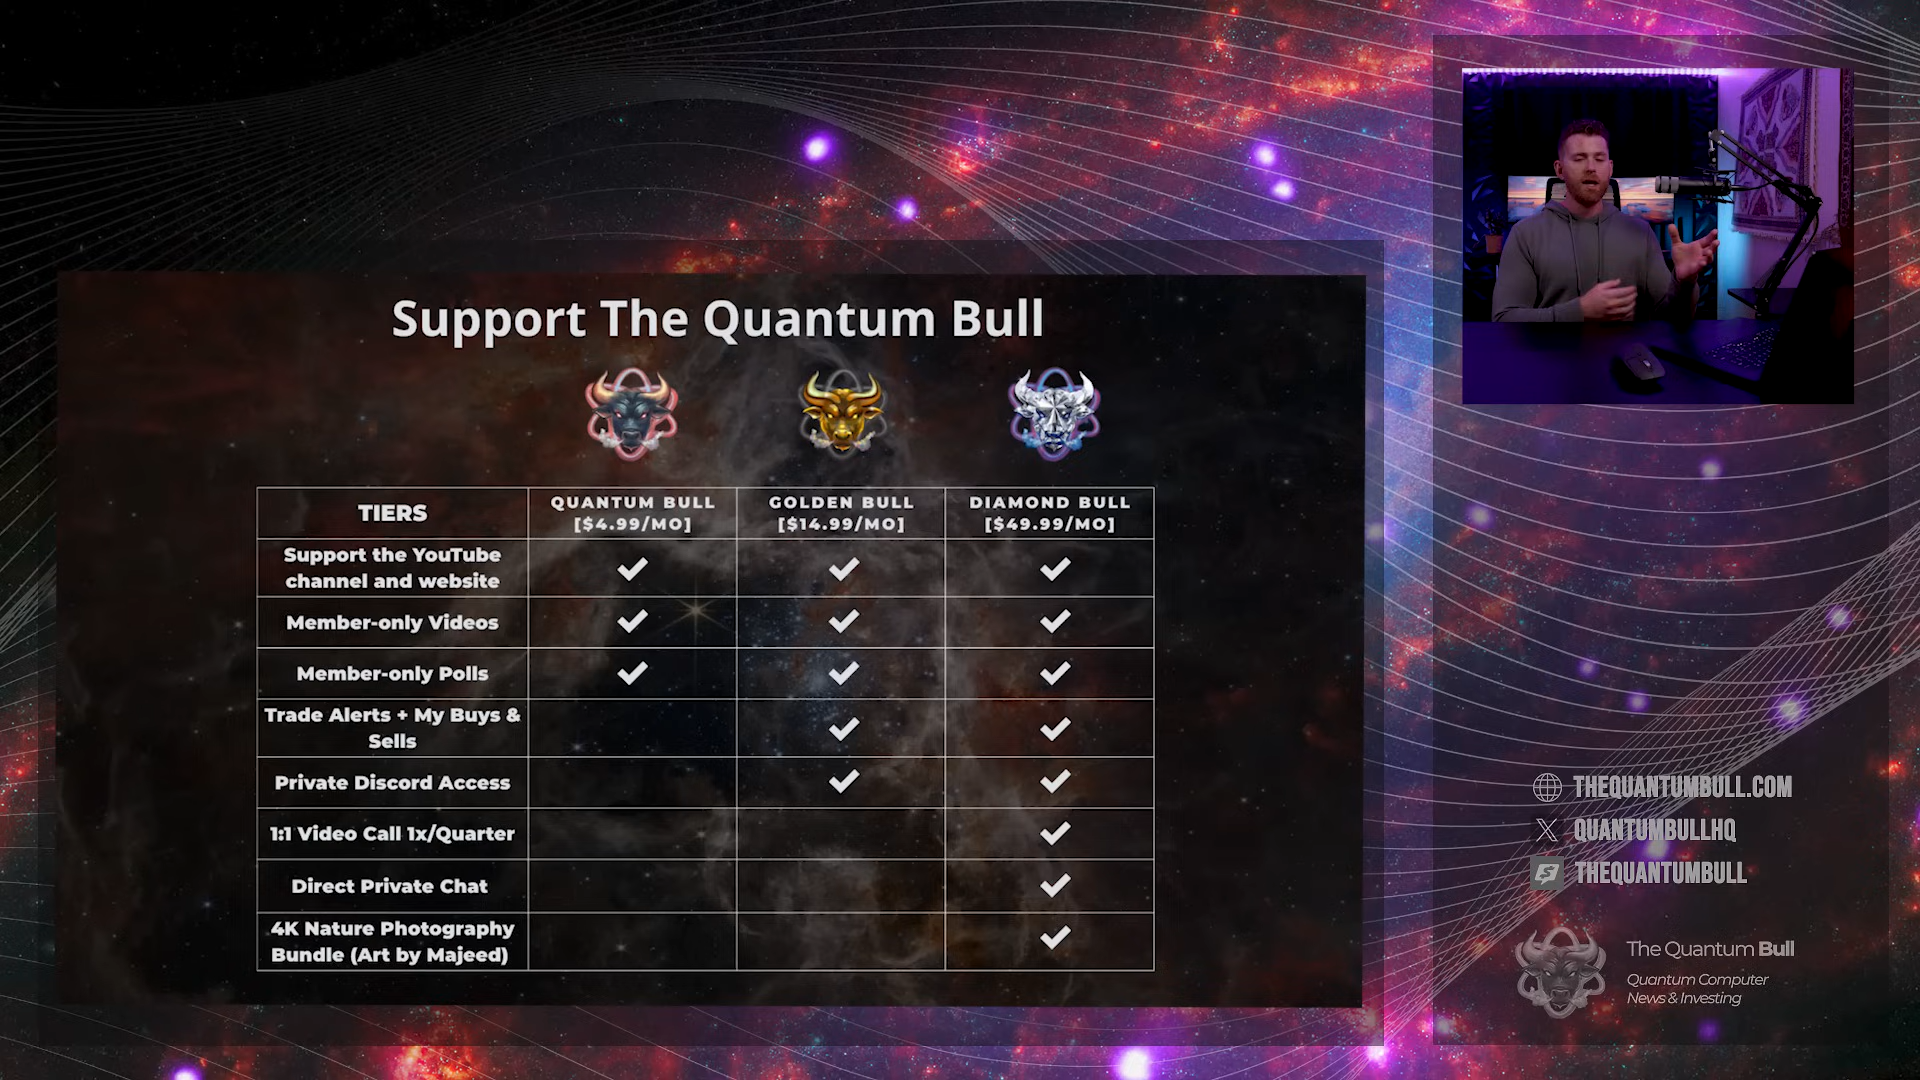 Support The Quantum Bull
TIERS
QUANTUM BULL
[$4.99/MO]
GOLDEN BULL
[$14.99/MO]
DIAMOND BULL
[$49.99/MO]
Support the YouTube
channel and website
Member-only Videos
Member-only Polls
Trade Alerts + My Buys &
Sells
Private Discord Access
1:1 Video Call 1x/Quarter
Direct Private Chat
4K Nature Photography
Bundle (Art by Majeed)
THEQUANTUMBULL.COM
QUANTUMBULLHQ
THEQUANTUMBULL
The Quantum Bull
Quantum Computer
News & Investing